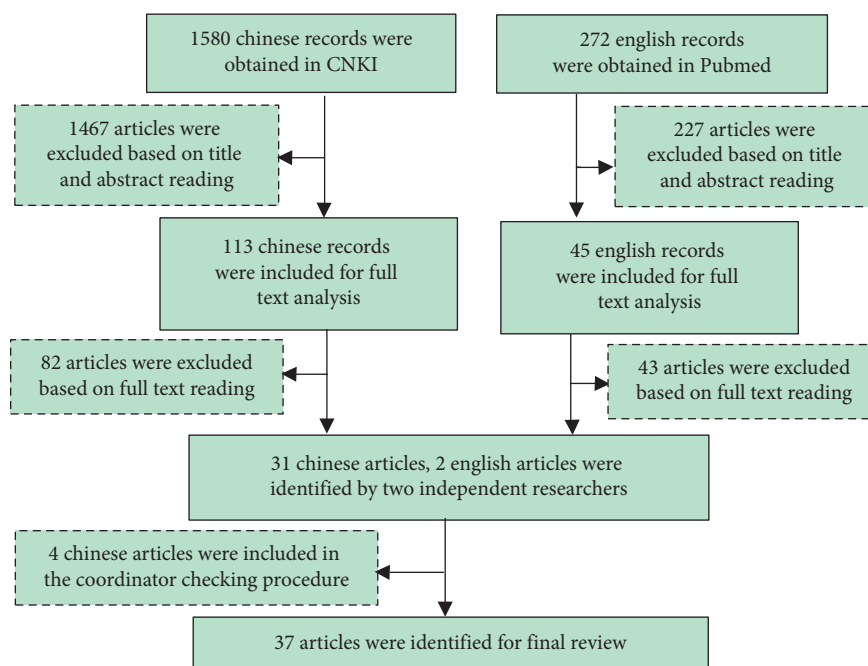 1580 chinese records were
obtained in CNKI
272 english records
were obtained in Pubmed
1467 articles were
excluded based on title
and abstract reading
227 articles were
excluded based on title
and abstract reading
113 chinese records
were included for full
text analysis
45 english records
were included for full
text analysis
82 articles were excluded
based on full text reading
43 articles were excluded
based on full text reading
31 chinese articles, 2 english articles were
identified by two independent researchers
4 chinese articles were included in
the coordinator checking procedure
37 articles were identified for final review